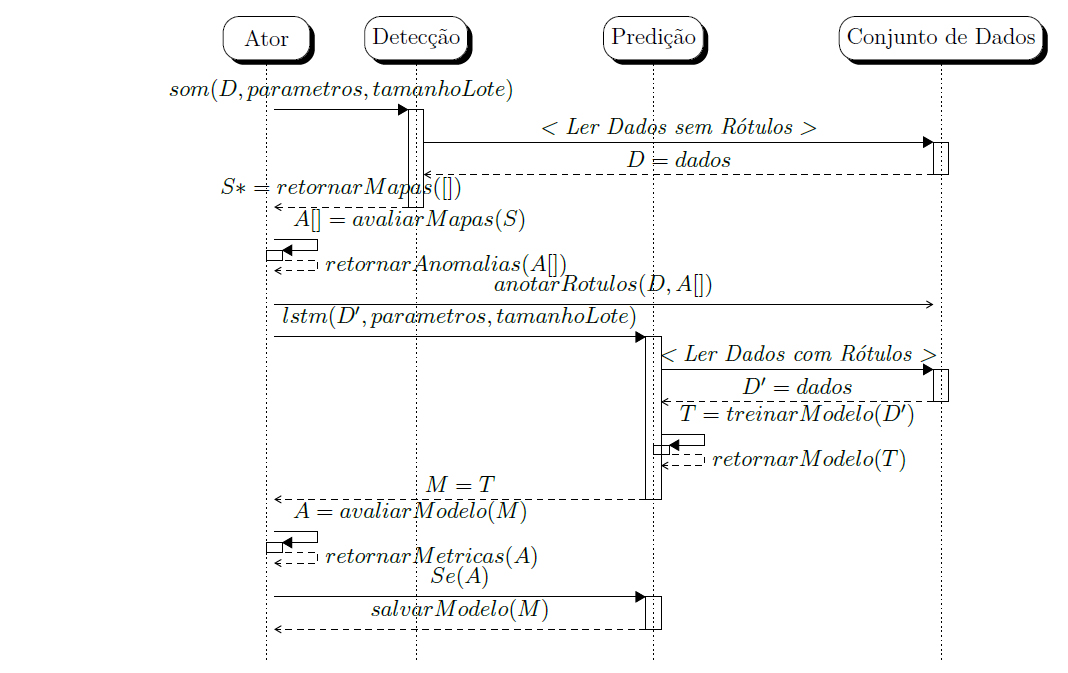 Ator
Detecção
Predição
Conjunto de Dados
som(D, parametros, tamanhoLote)
< Ler Dados sem Rótulos >
D = dados
S* = retornarMapas([])
A[] = avaliarMapas(S)
retornarAnomalias(A[])
anotarRotulos(D, A[])
lstm(D′, parametros, tamanhoLote)
< Ler Dados com Rótulos >
D′ = dados
T = treinarModelo(D′)
retornarModelo(T)
M = T
A = avaliarModelo(M)
retornarMetricas(A)
Se(A)
salvarModelo(M)